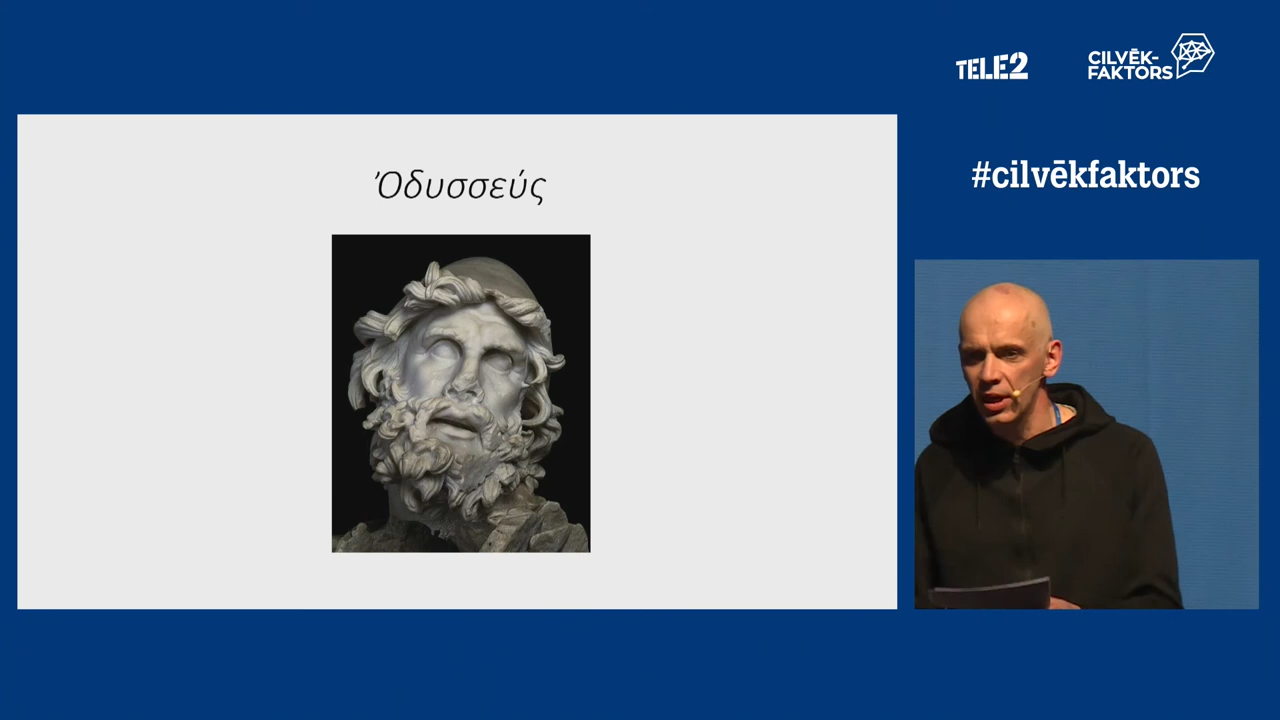 TELE2
CILVĒK-
FAKTORS
#cilvēkfaktors
Ὀδυσσεύς